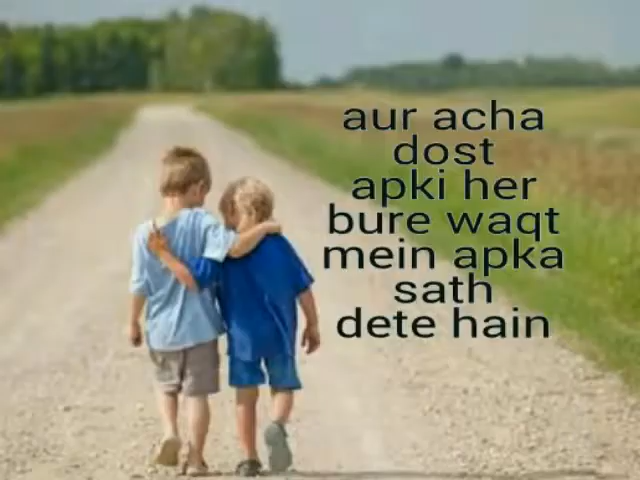 aur acha
dost
apki her
bure waqt
mein apka
sath
dete hain